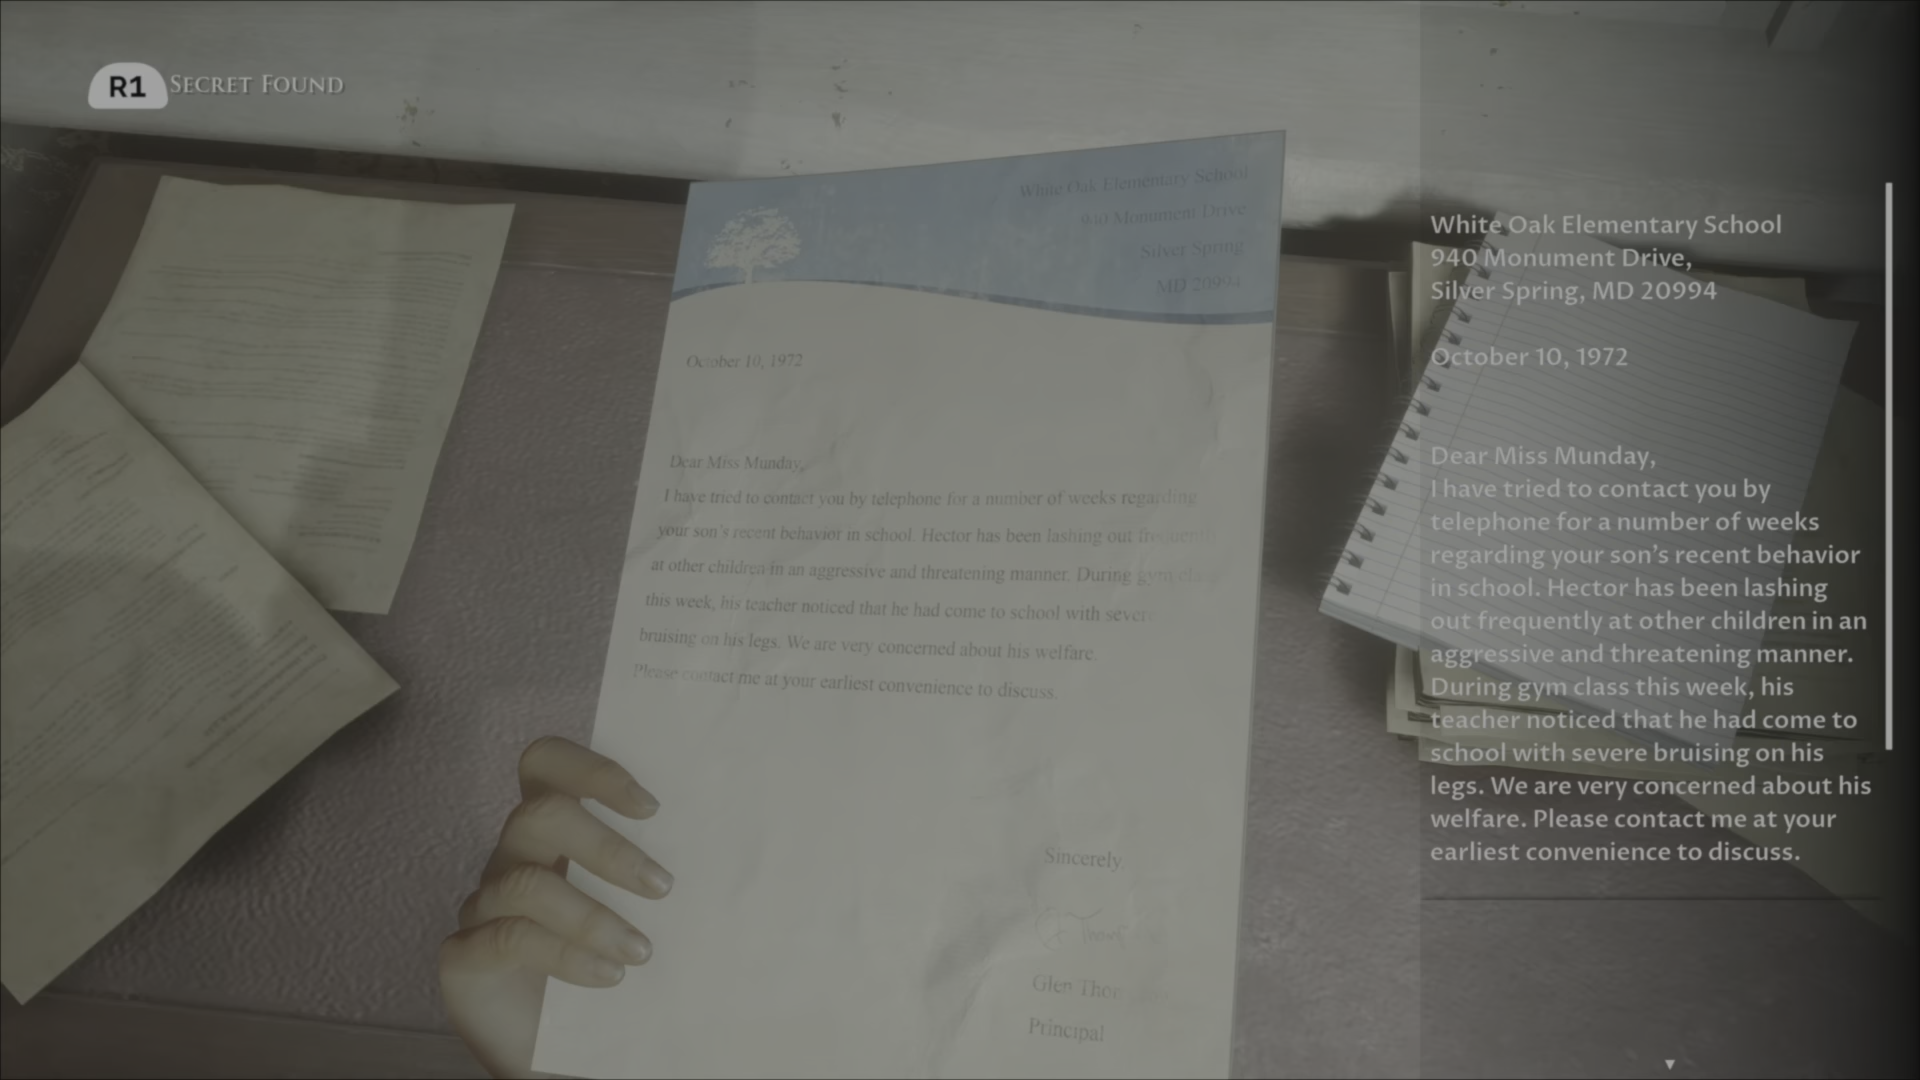 R1 SECRET FOUND
White Oak Elementary School
940 Monument Drive
Silver Spring
MD 20994
October 10, 1972
Dear Miss Munday,
I have tried to contact you by telephone for a number of weeks regarding
your son's recent behavior in school. Hector has been lashing out frequently
at other children in an aggressive and threatening manner. During gym class
this week, his teacher noticed that he had come to school with severe
bruising on his legs. We are very concerned about his welfare.
Please contact me at your earliest convenience to discuss.
Sincerely,
Glen
Principal
White Oak Elementary School
940 Monument Drive,
Silver Spring, MD 20994
October 10, 1972
Dear Miss Munday,
I have tried to contact you by
telephone for a number of weeks
regarding your son's recent behavior
in school. Hector has been lashing
out frequently at other children in an
aggressive and threatening manner.
During gym class this week, his
teacher noticed that he had come to
school with severe bruising on his
legs. We are very concerned about his
welfare. Please contact me at your
earliest convenience to discuss.